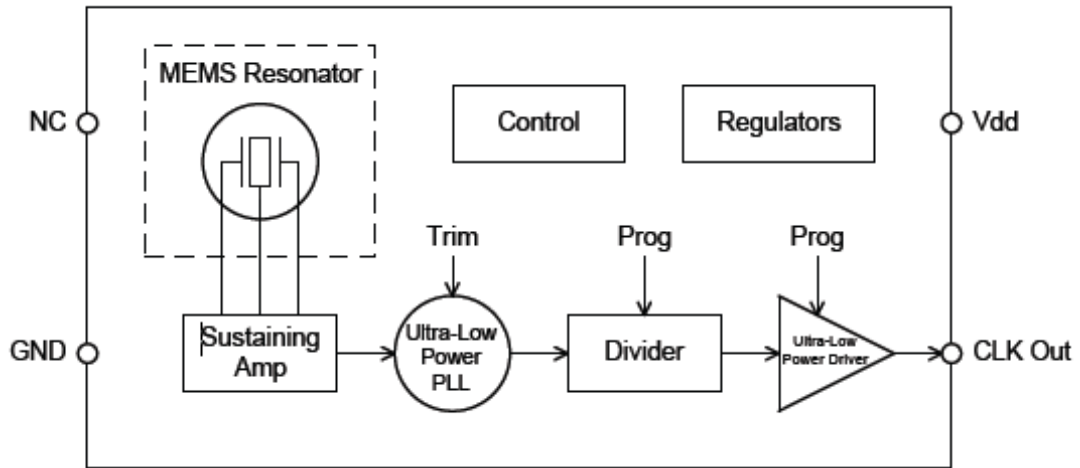 MEMS Resonator
NC
Control
Regulators
Vdd
Trim
Prog
Prog
GND
Sustaining
Amp
Ultra-Low
Power
PLL
Divider
Ultra-Low
Power Driver
CLK Out